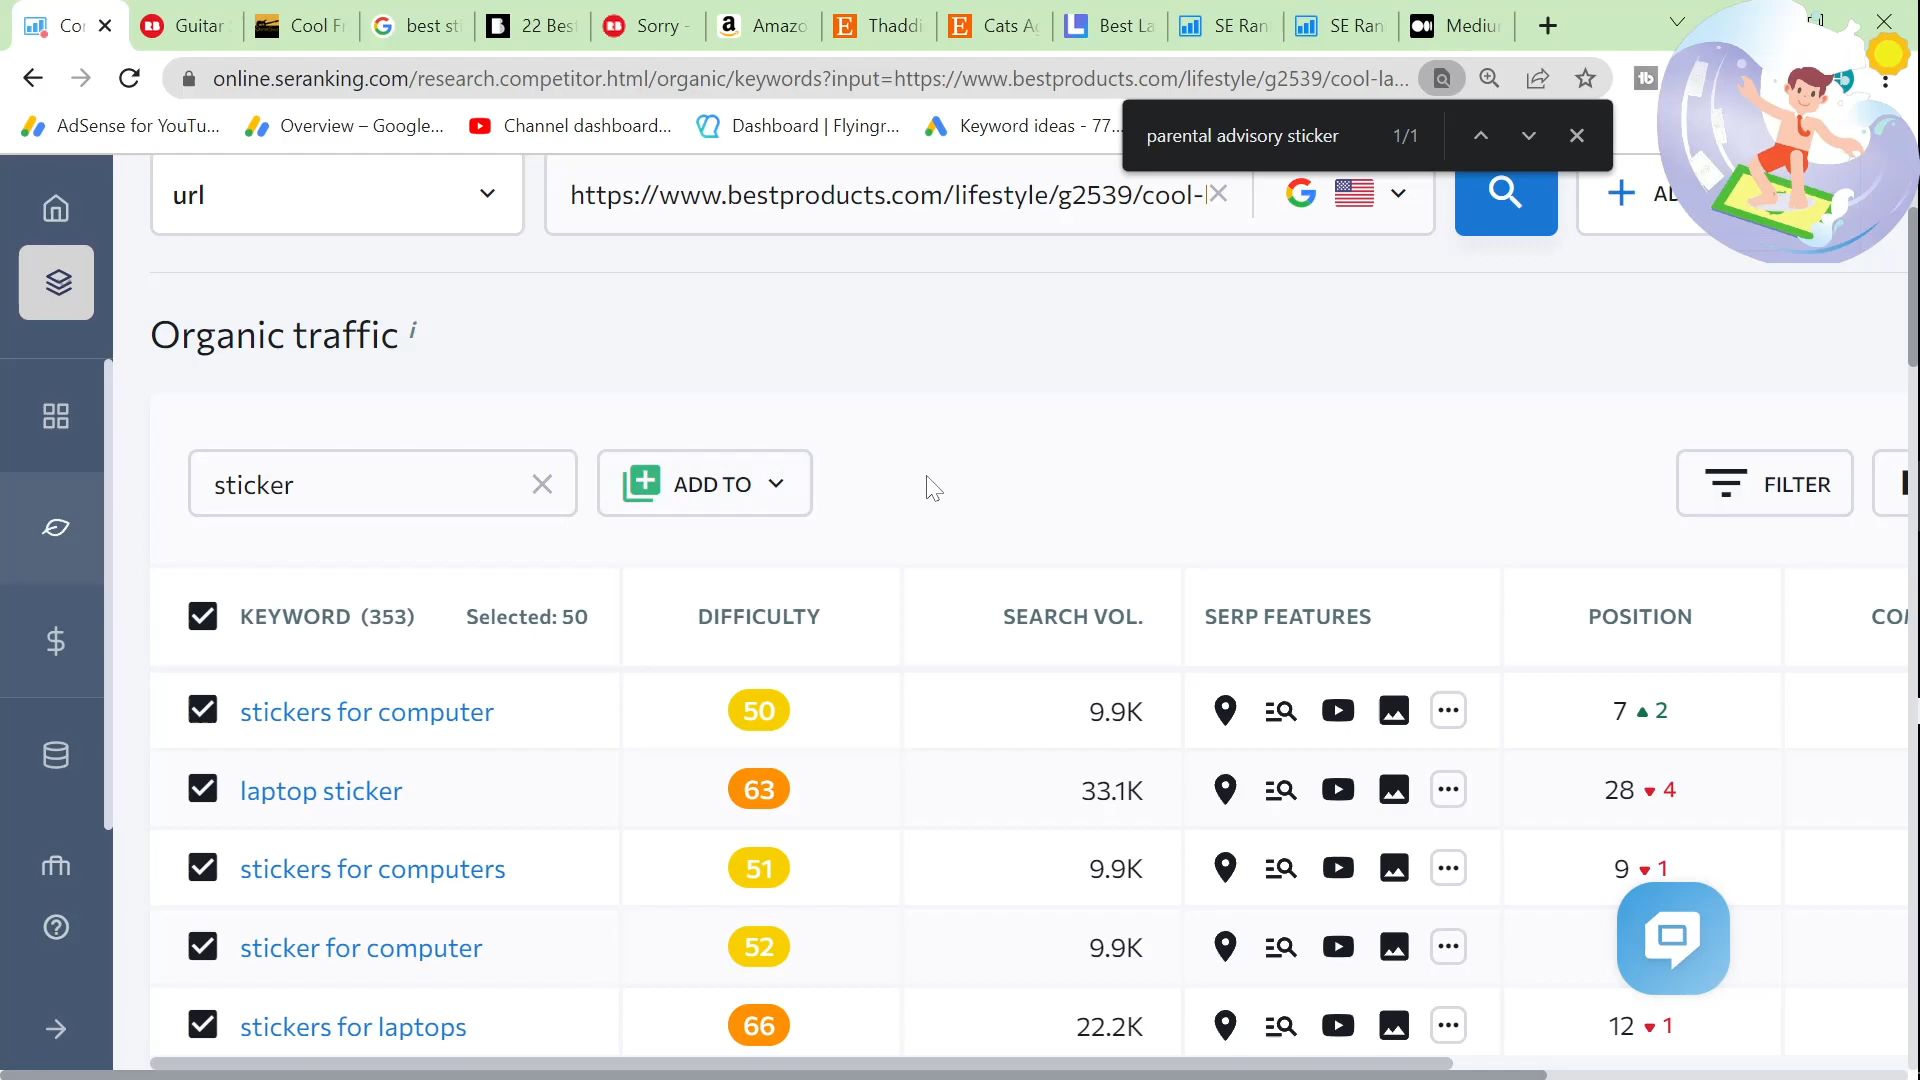 Cor
Guitar
Cool Fr
best sti
22 Best
Sorry -
Amazo
Thaddi
Cats Ag
Best La
SE Ran
SE Ran
Mediun
online.seranking.com/research.competitor.html/organic/keywords?input=https://www.bestproducts.com/lifestyle/g2539/cool-la...
AdSense for YouTu...
Overview – Google...
Channel dashboard...
Dashboard | Flyingr...
Keyword ideas - 77...
parental advisory sticker 1/1
url
https://www.bestproducts.com/lifestyle/g2539/cool-l
Organic traffic i
sticker
ADD TO
FILTER
KEYWORD (353) Selected: 50 DIFFICULTY SEARCH VOL. SERP FEATURES POSITION
stickers for computer 50 9.9K 7 2
laptop sticker 63 33.1K 28 4
stickers for computers 51 9.9K 9 1
sticker for computer 52 9.9K
stickers for laptops 66 22.2K 12 1